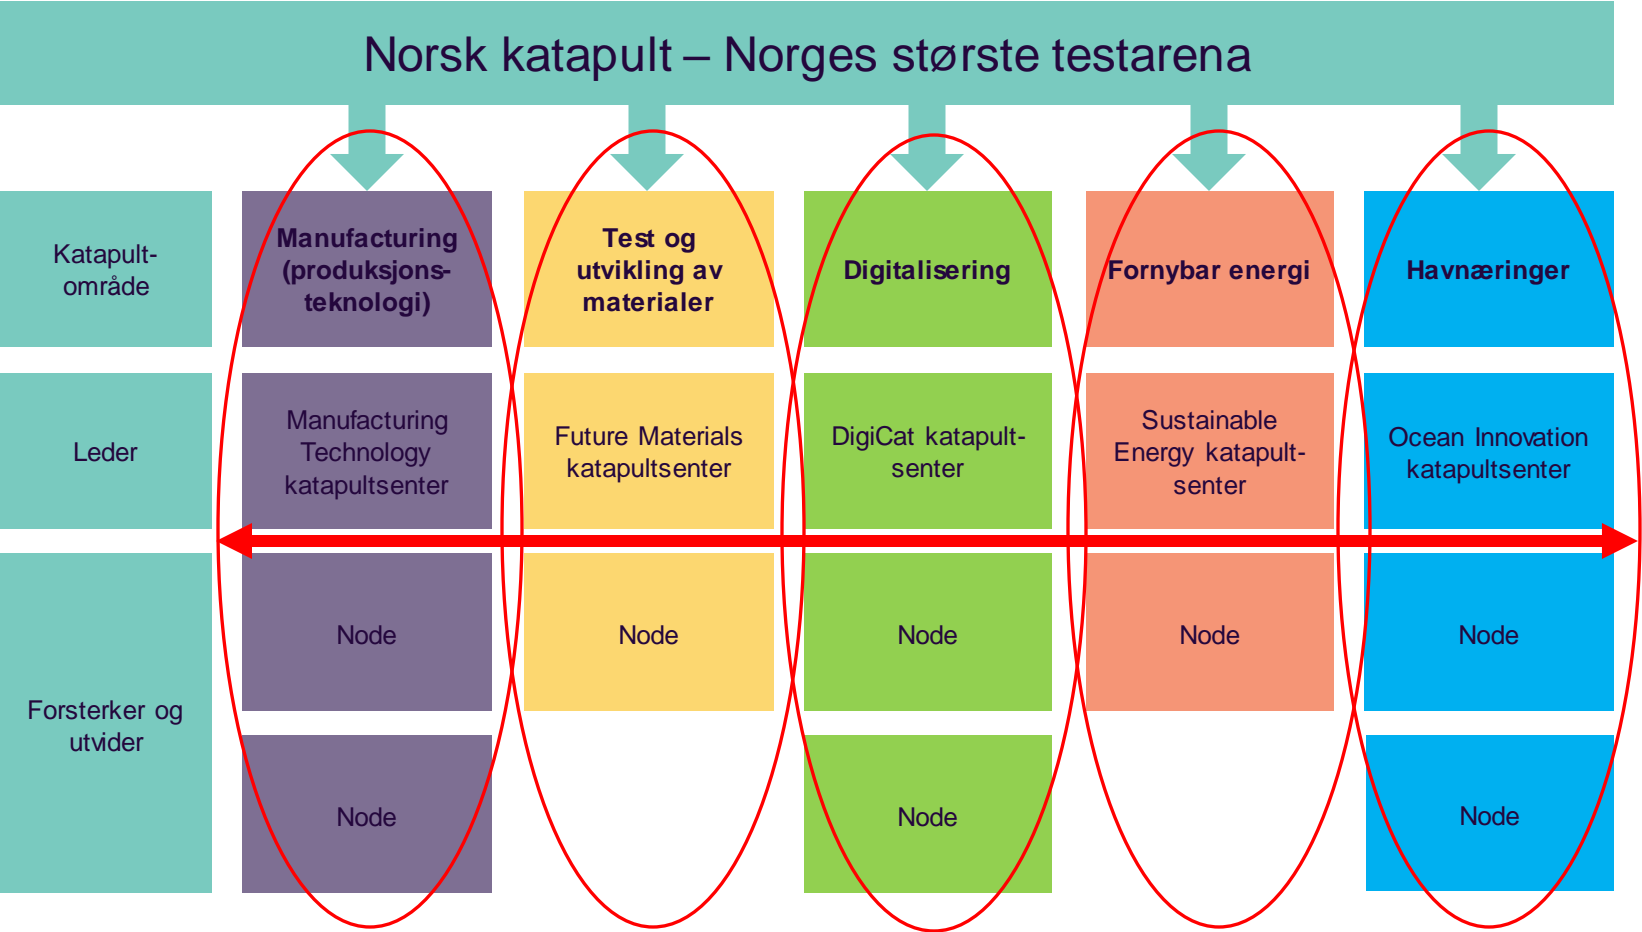 Norsk katapult – Norges største testarena
Katapult-
område
Manufacturing
(produksjons-
teknologi)
Test og
utvikling av
materialer
Digitalisering
Fornybar energi
Havnæringer
Leder
Manufacturing
Technology
katapultsenter
Future Materials
katapultsenter
DigiCat katapult-
senter
Sustainable
Energy katapult-
senter
Ocean Innovation
katapultsenter
Forsterker og
utvider
Node
Node
Node
Node
Node
Node
Node
Node